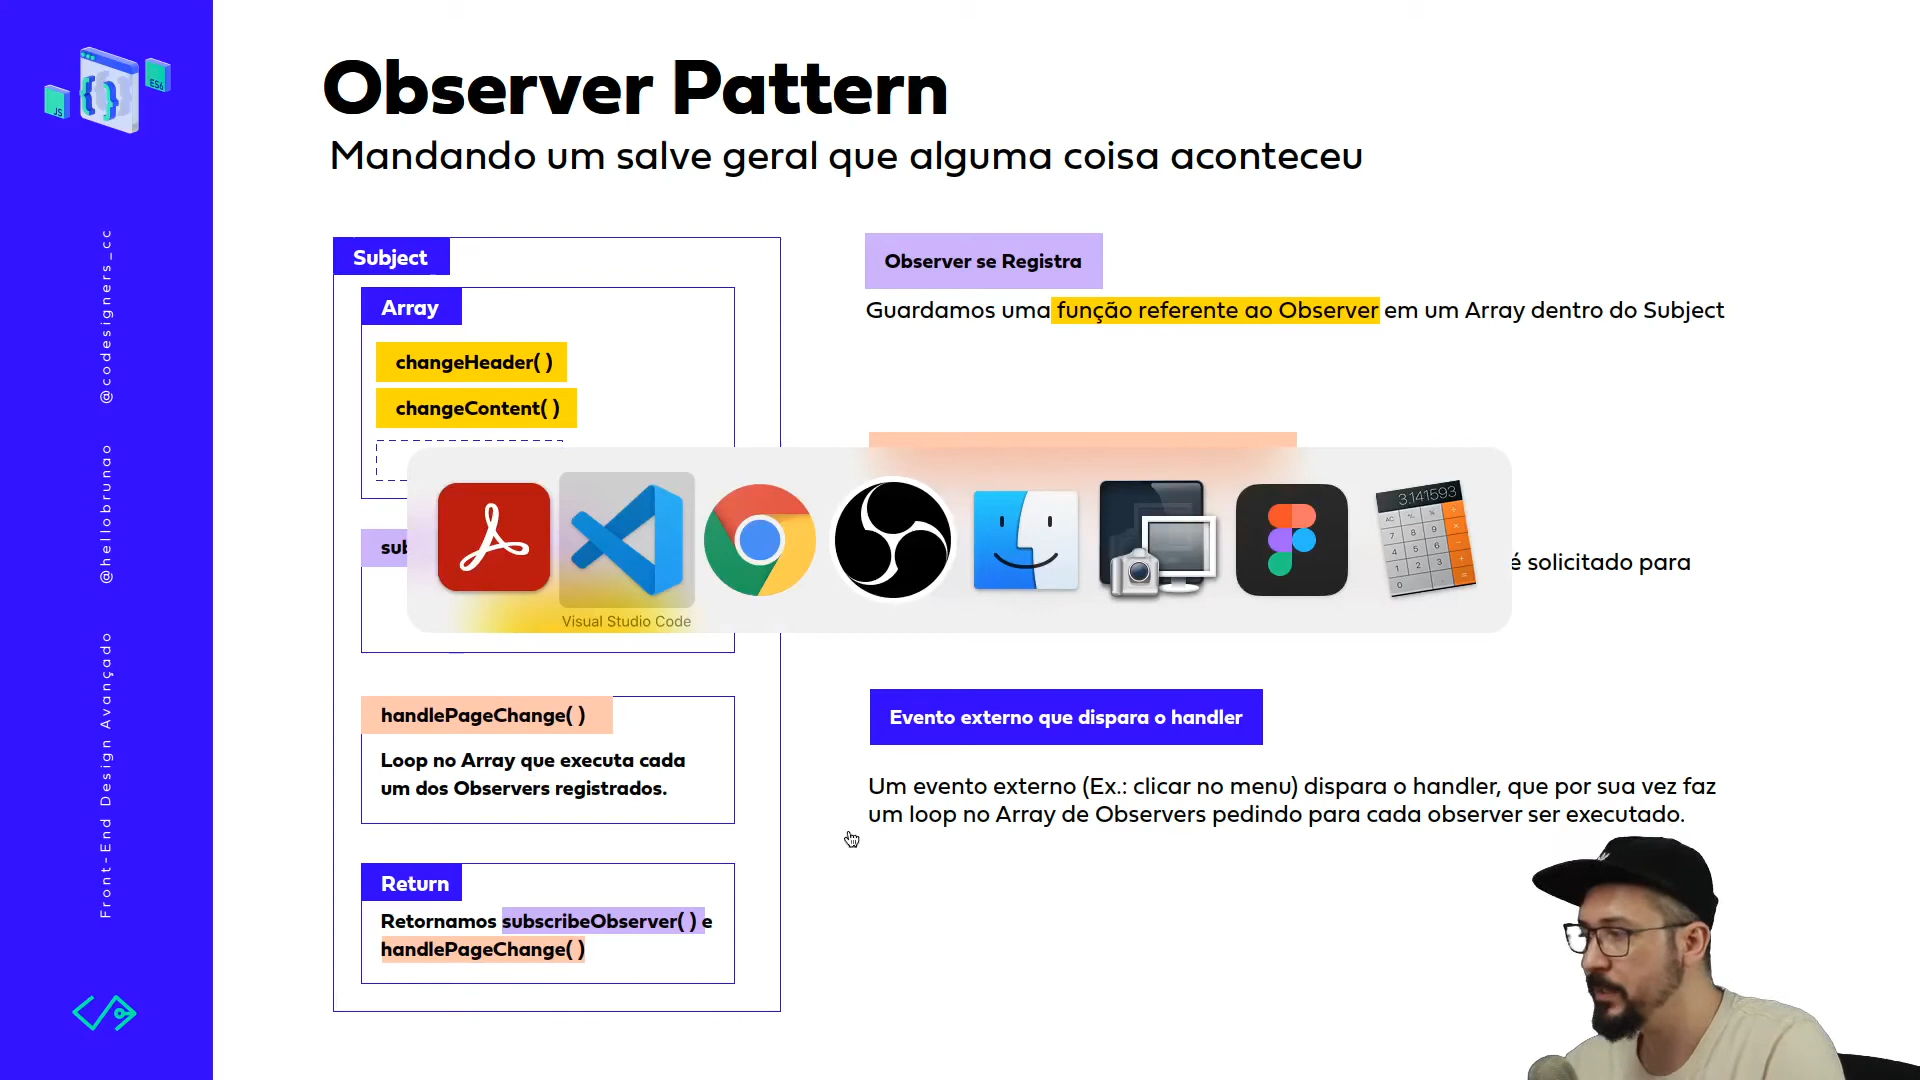 Observer Pattern
Mandando um salve geral que alguma coisa aconteceu
@codesigners_cc
@hellobrunao
Front-End Design Avançado
JS
ES6
Subject
Array
changeHeader( )
changeContent( )
sub
handlePageChange( )
Loop no Array que executa cada
um dos Observers registrados.
Return
Retornamos subscribeObserver( ) e
handlePageChange( )
Observer se Registra
Guardamos uma função referente ao Observer em um Array dentro do Subject
é solicitado para
Visual Studio Code
3.141593
Evento externo que dispara o handler
Um evento externo (Ex.: clicar no menu) dispara o handler, que por sua vez faz
um loop no Array de Observers pedindo para cada observer ser executado.